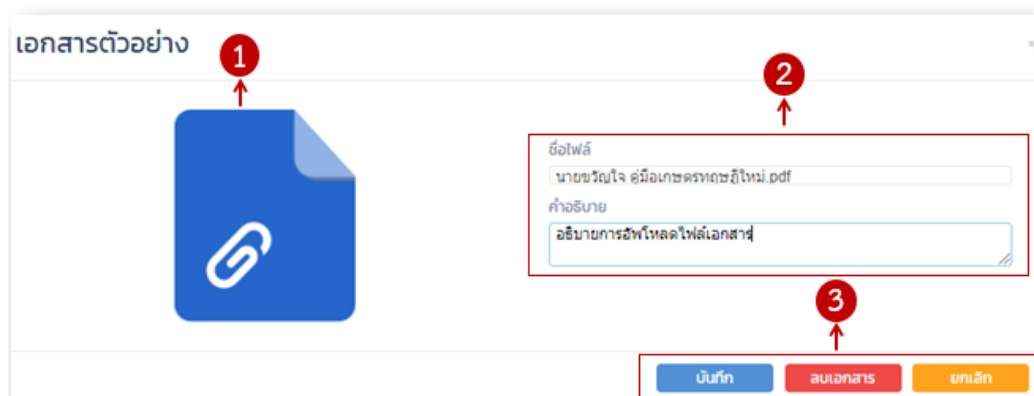 เอกสารตัวอย่าง
×
1
2
ชื่อไฟล์
นายขวัญใจ คู่มือเกษตรทฤษฎีใหม่.pdf
คำอธิบาย
อธิบายการอัพโหลดไฟล์เอกสาร
3
บันทึก ลบเอกสาร ยกเลิก